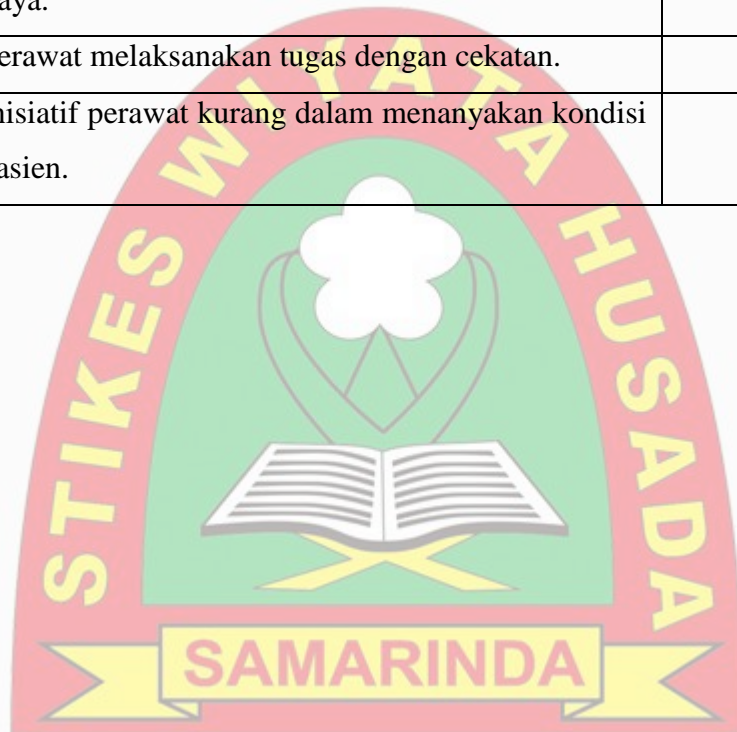 aya.
erawat melaksanakan tugas dengan cekatan.
nisiatif perawat kurang dalam menanyakan kondisi
asien.
STIKES WIYATA HUSADA
SAMARINDA